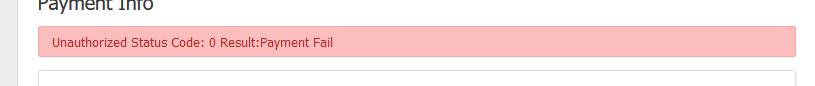 Payment Info
Unauthorized Status Code: 0 Result:Payment Fail